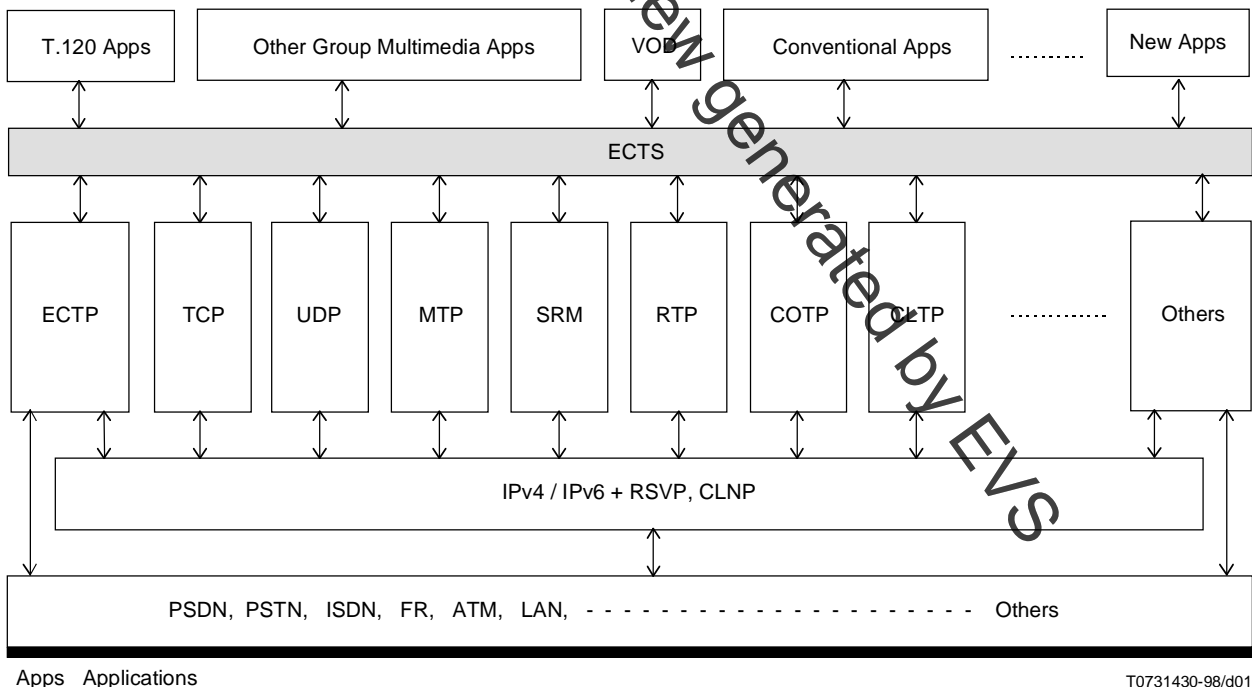 T.120 Apps
Other Group Multimedia Apps
VOD
Conventional Apps
New Apps
ECTS
ECTP
TCP
UDP
MTP
SRM
RTP
COTP
CLTP
Others
IPv4 / IPv6 + RSVP, CLNP
PSDN, PSTN, ISDN, FR, ATM, LAN, - - - - - - - - - - - - - - - - - - - - - Others
Apps Applications
T0731430-98/d01
generated by EVS